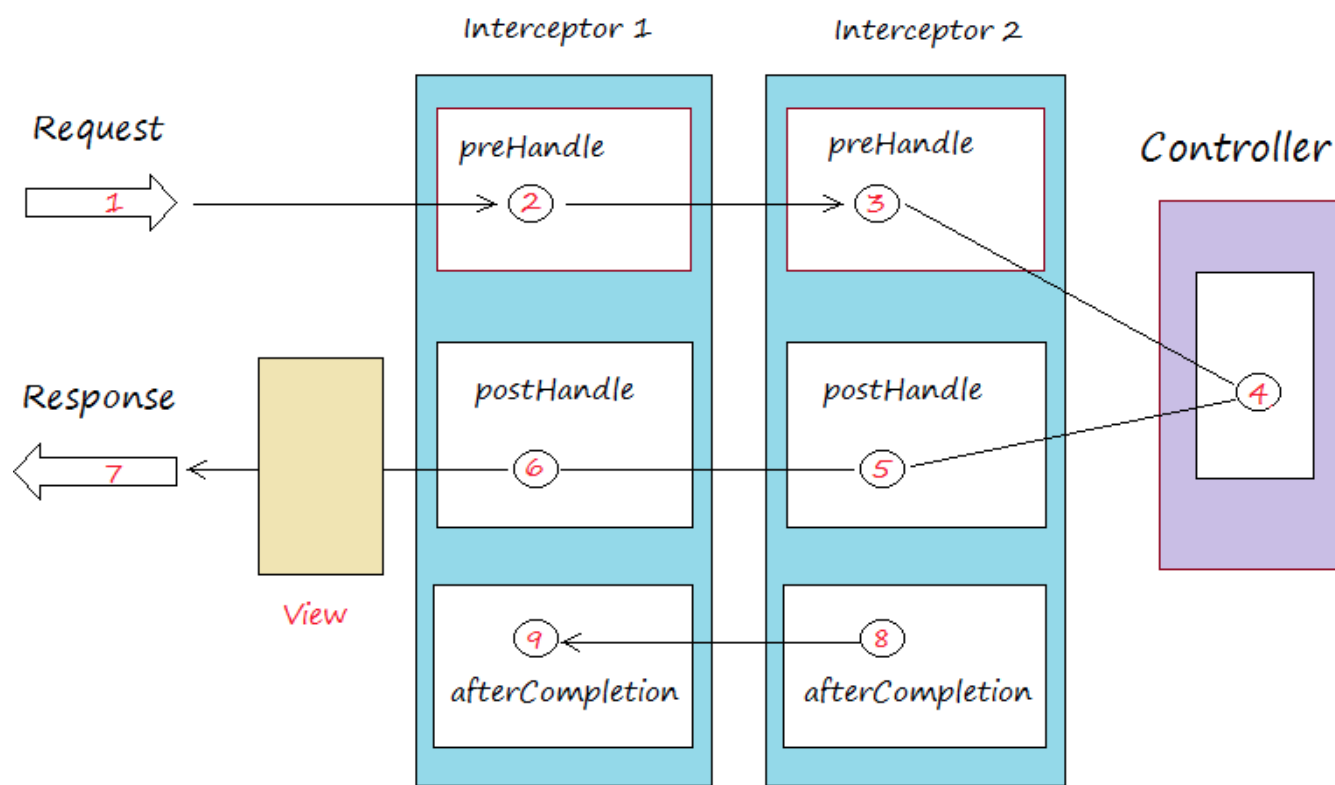 Interceptor 1
Interceptor 2
Request
preHandle
preHandle
Controller
1
2
3
Response
postHandle
postHandle
4
7
6
5
View
9
8
afterCompletion
afterCompletion